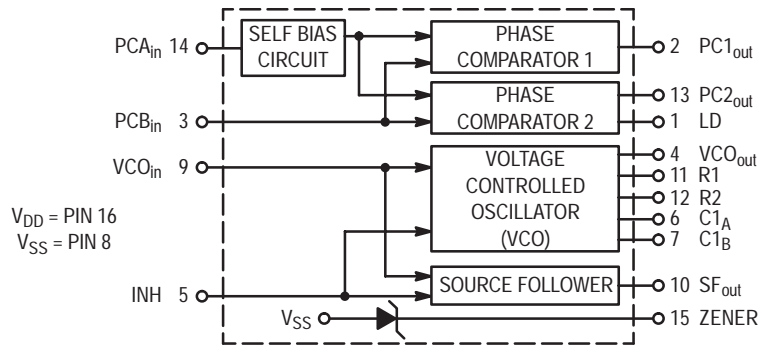 PCAin 14
SELF BIAS
CIRCUIT
PHASE
COMPARATOR 1
2 PC1out
PCBin 3
PHASE
COMPARATOR 2
13 PC2out
1 LD
VCOin 9
VOLTAGE
CONTROLLED
OSCILLATOR
(VCO)
4 VCOout
11 R1
12 R2
6 C1A
7 C1B
VDD = PIN 16
VSS = PIN 8
INH 5
SOURCE FOLLOWER
10 SFout
VSS
15 ZENER